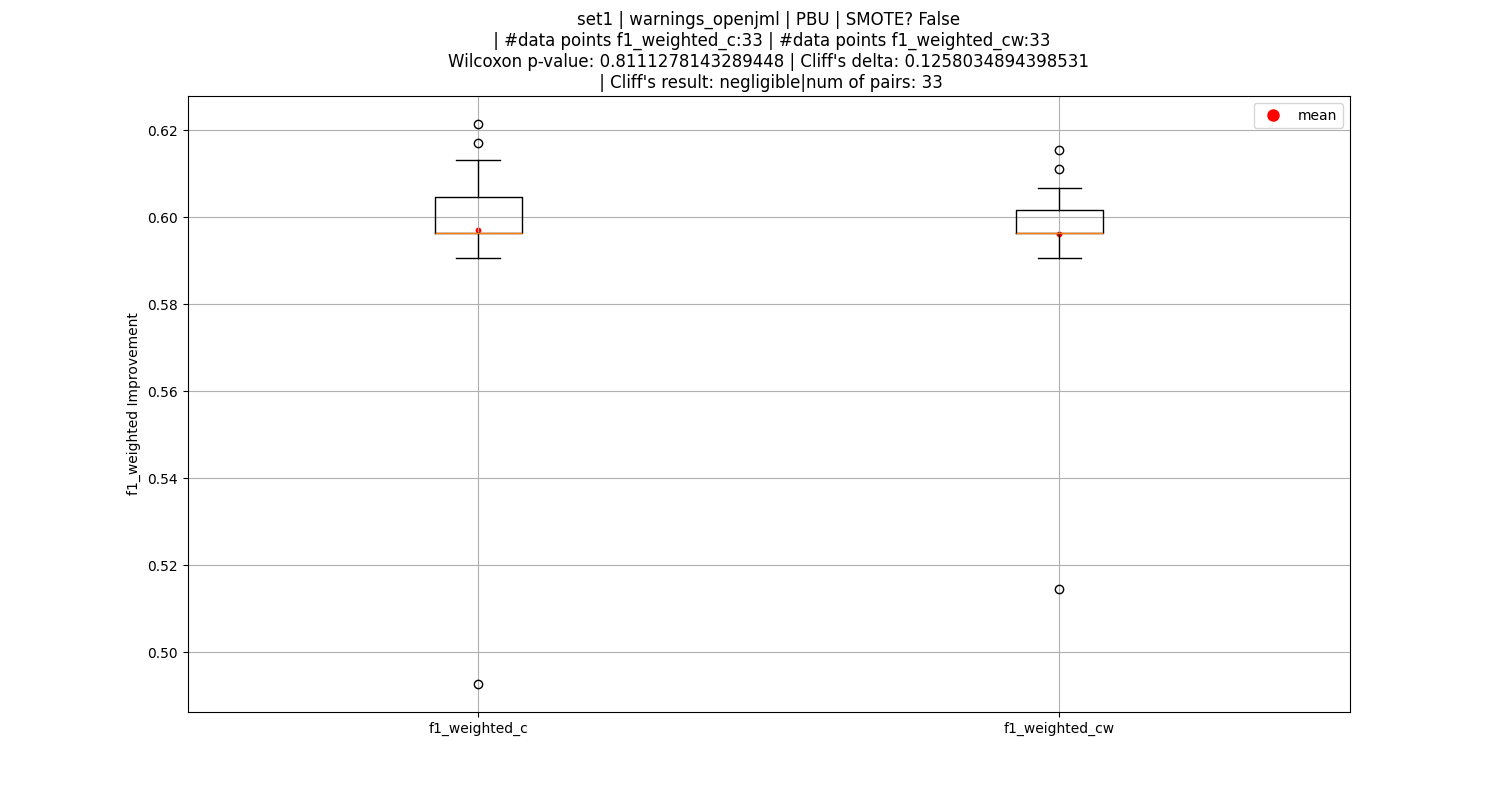 set1 | warnings_openjml | PBU | SMOTE? False
| #data points f1_weighted_c:33 | #data points f1_weighted_cw:33
Wilcoxon p-value: 0.8111278143289448 | Cliff's delta: 0.1258034894398531
| Cliff's result: negligible|num of pairs: 33
mean
0.62
0.60
0.58
0.56
0.54
0.52
0.50
f1_weighted Improvement
f1_weighted_c
f1_weighted_cw